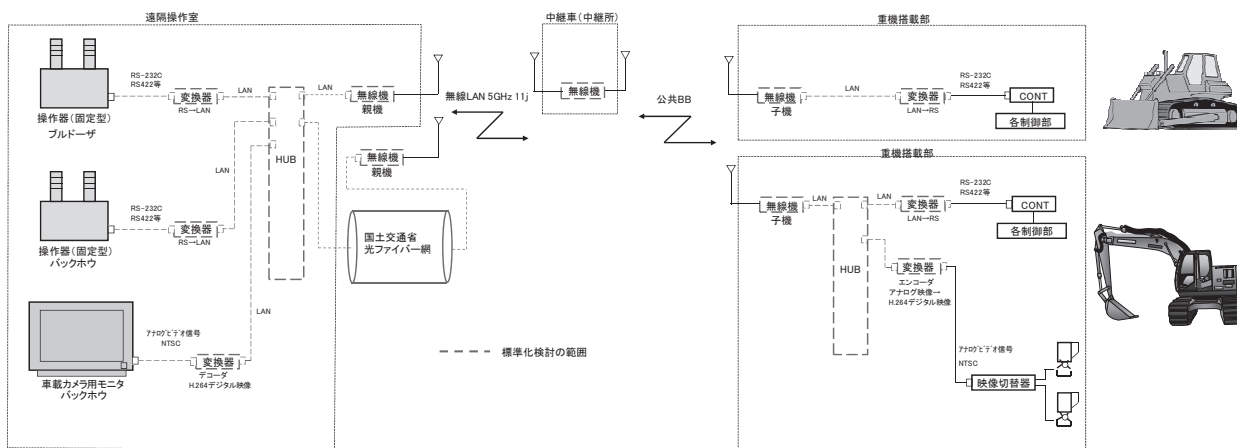 遠隔操作室
RS-232C
RS422等
LAN
LAN
変換器
RS→LAN
無線機
親機
操作器（固定型）
ブルドーザ
HUB
無線機
親機
LAN
RS-232C
RS422等
変換器
RS→LAN
操作器（固定型）
バックホウ
国土交通省
光ファイバー網
LAN
アナログビデオ信号
NTSC
変換器
デコーダ
H.264デジタル映像
車載カメラ用モニタ
バックホウ
無線LAN 5GHz 11j
中継車（中継所）
無線機
公共BB
標準化検討の範囲
重機搭載部
無線機
子機
LAN
変換器
LAN→RS
RS-232C
RS422等
CONT
各制御部
重機搭載部
無線機
子機
LAN
HUB
LAN
変換器
LAN→RS
RS-232C
RS422等
CONT
各制御部
変換器
エンコーダ
アナログ映像→
H.264デジタル映像
アナログビデオ信号
NTSC
映像切替器